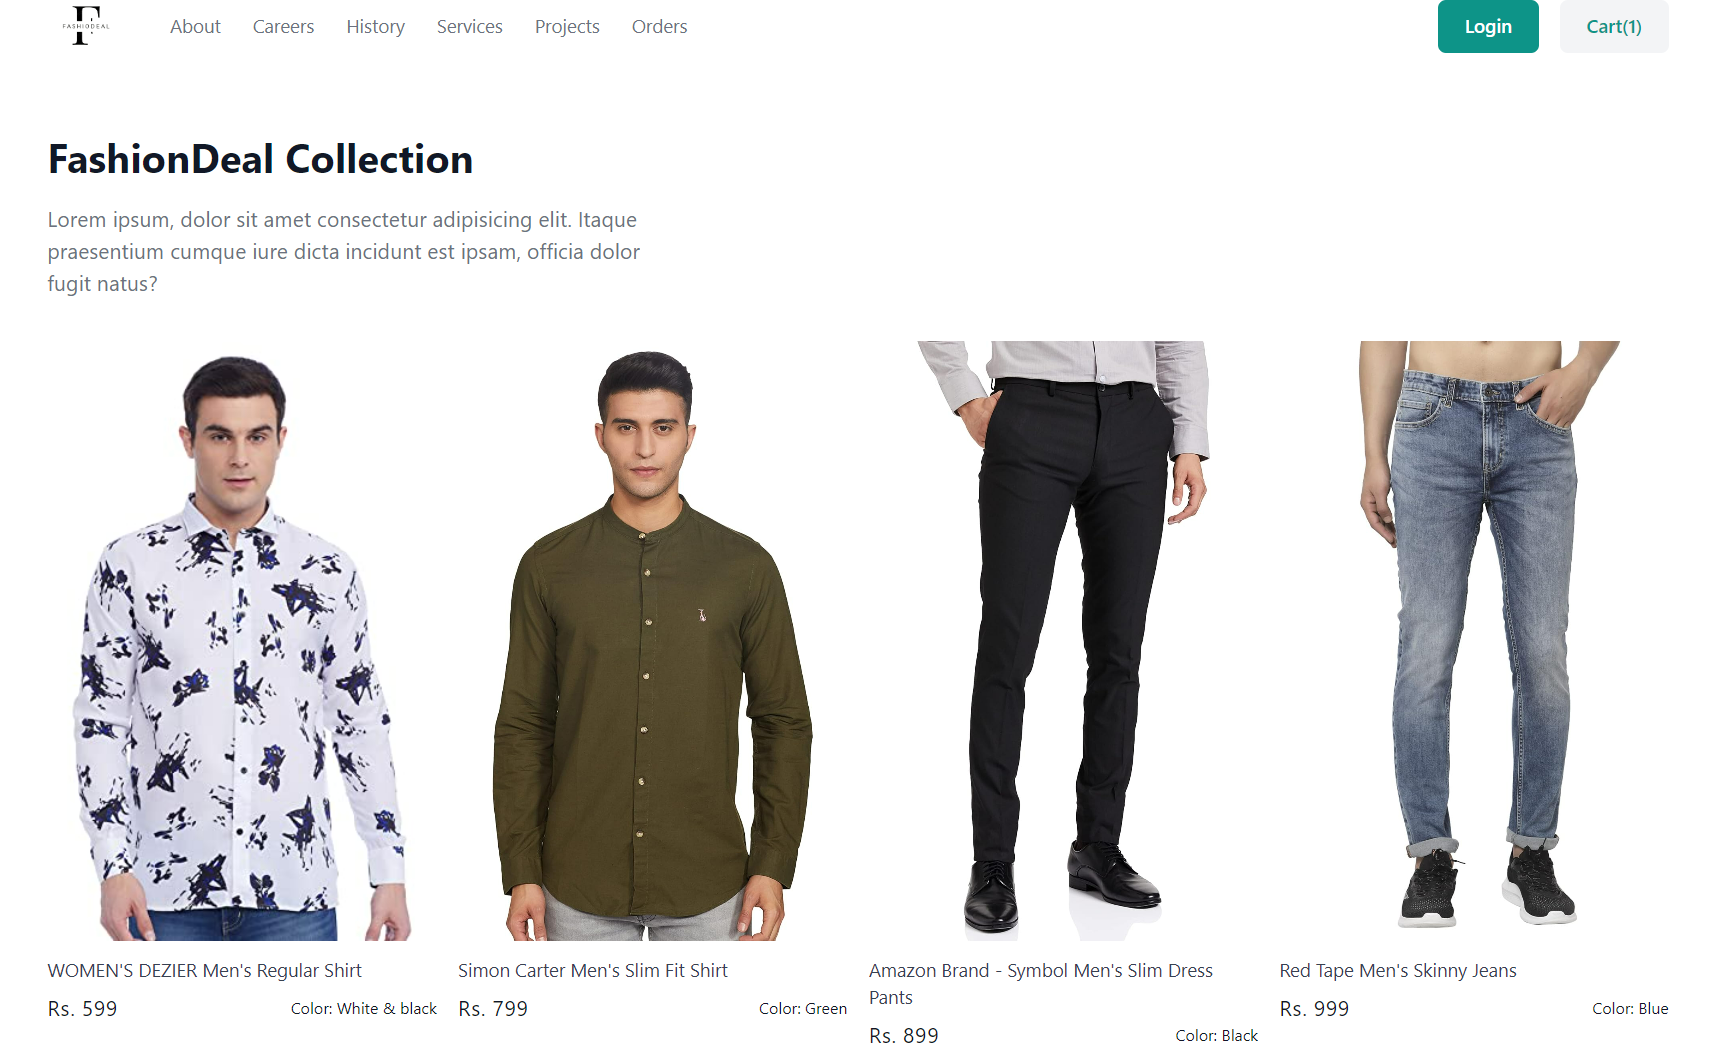 F
FASHIODEAL
About
Careers
History
Services
Projects
Orders
Login
Cart(1)
FashionDeal Collection
Lorem ipsum, dolor sit amet consectetur adipisicing elit. Itaque
praesentium cumque iure dicta incidunt est ipsam, officia dolor
fugit natus?
WOMEN'S DEZIER Men's Regular Shirt
Rs. 599
Color: White & black
Simon Carter Men's Slim Fit Shirt
Rs. 799
Color: Green
Amazon Brand - Symbol Men's Slim Dress
Pants
Rs. 899
Color: Black
Red Tape Men's Skinny Jeans
Rs. 999
Color: Blue